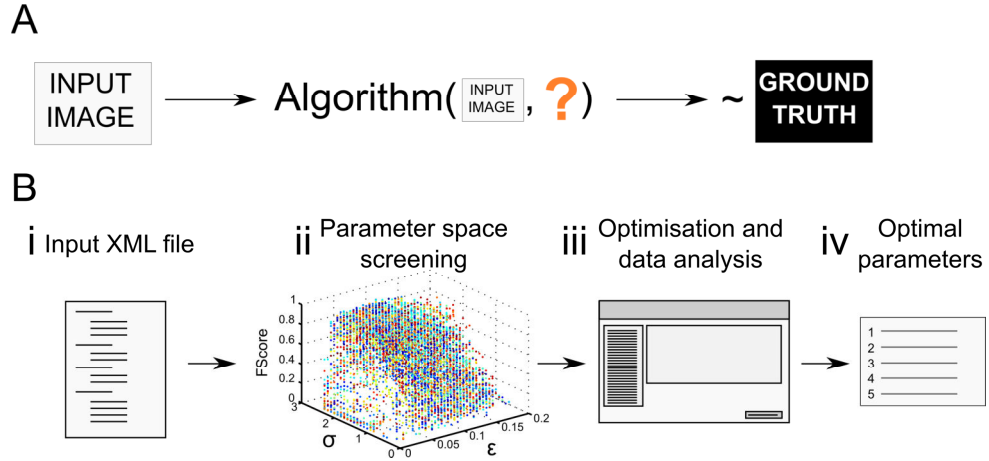 A
INPUT
IMAGE
Algorithm( INPUT IMAGE , ? )
~
GROUND
TRUTH
B
i Input XML file
ii Parameter space
screening
iii Optimisation and
data analysis
iv Optimal
parameters
FScore
1
0.8
0.6
0.4
0.2
0
3
2
1
0
σ
0
0.05
0.1
0.15
0.2
ε
1
2
3
4
5